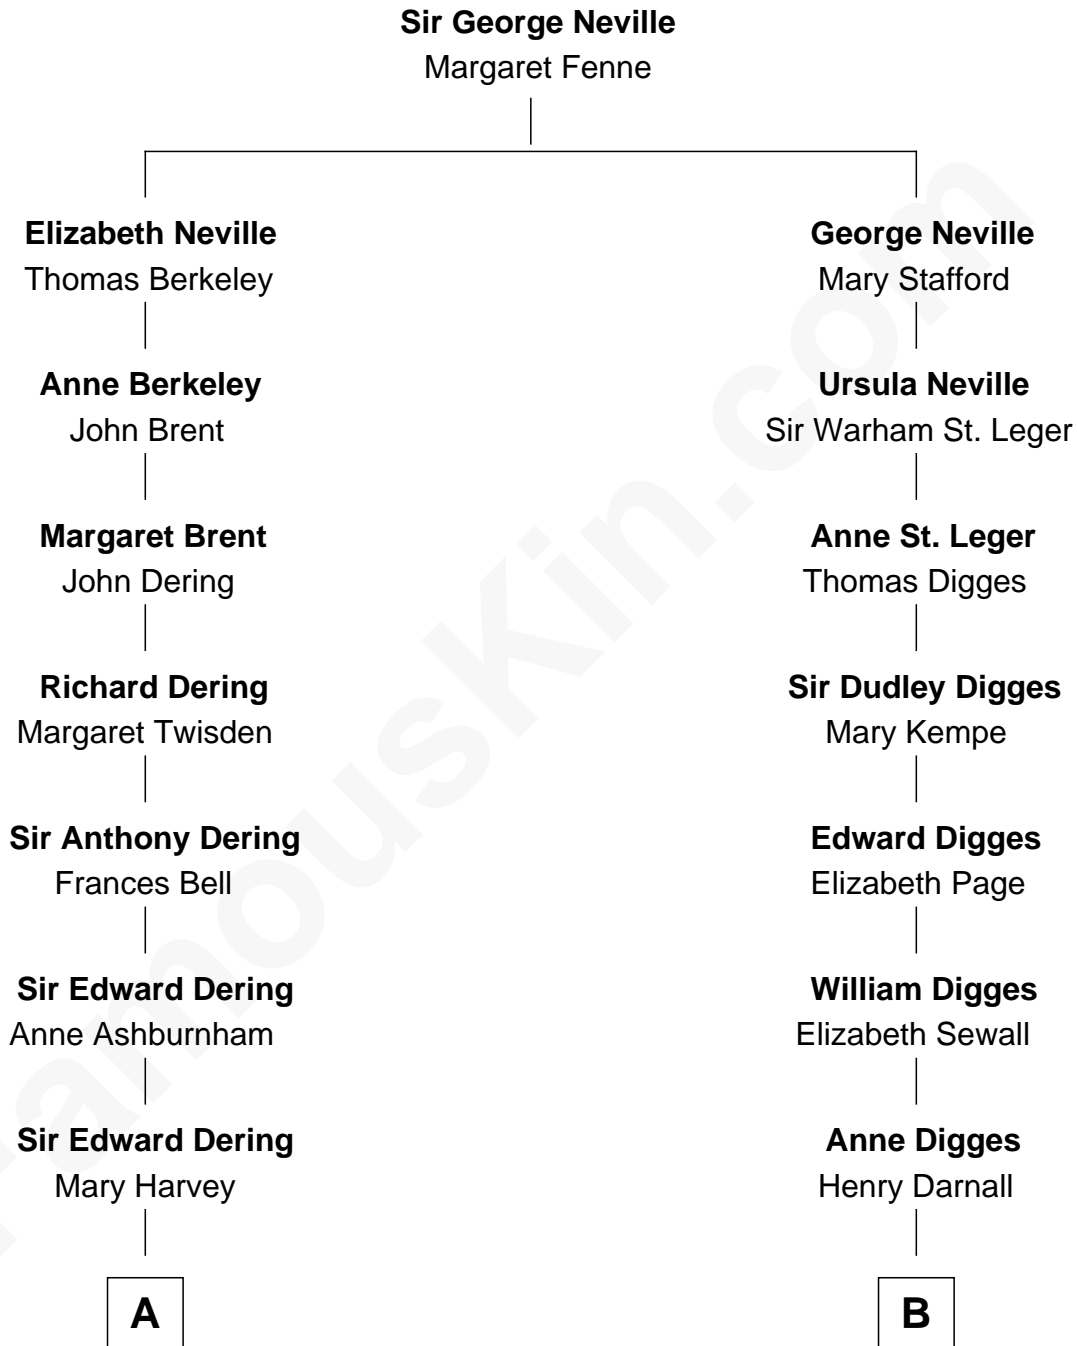 Sir George Neville
Margaret Fenne
Elizabeth Neville
Thomas Berkeley
George Neville
Mary Stafford
Anne Berkeley
John Brent
Ursula Neville
Sir Warham St. Leger
Margaret Brent
John Dering
Anne St. Leger
Thomas Digges
Richard Dering
Margaret Twisden
Sir Dudley Digges
Mary Kempe
Sir Anthony Dering
Frances Bell
Edward Digges
Elizabeth Page
Sir Edward Dering
Anne Ashburnham
William Digges
Elizabeth Sewall
Sir Edward Dering
Mary Harvey
Anne Digges
Henry Darnall
A
B
FamousKin.com